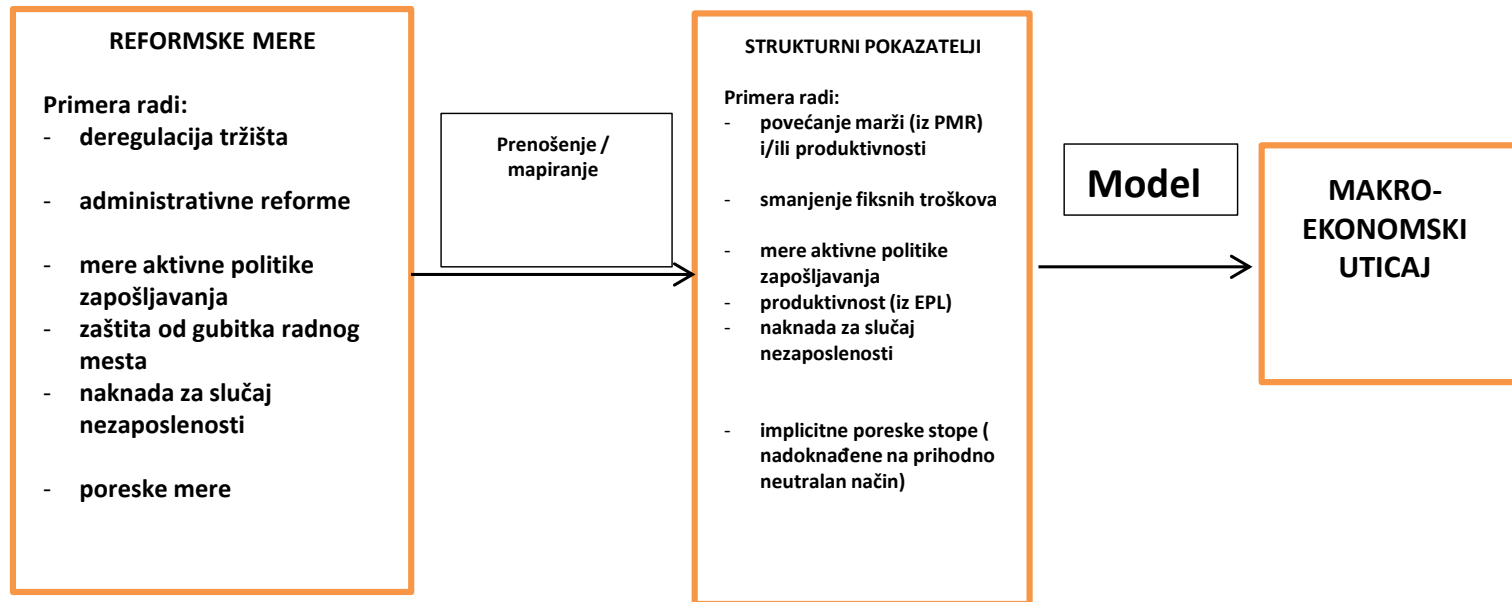 REFORMSKE MERE
Primera radi:
- deregulacija tržišta
- administrativne reforme
- mere aktivne politike
zapošljavanja
- zaštita od gubitka radnog
mesta
- naknada za slučaj
nezaposlenosti
- poreske mere
Prenošenje /
mapiranje
STRUKTURNI POKAZATELJI
Primera radi:
- povećanje marži (iz PMR)
i/ili produktivnosti
- smanjenje fiksnih troškova
- mere aktivne politike
zapošljavanja
- produktivnost (iz EPL)
- naknada za slučaj
nezaposlenosti
- implicitne poreske stope (
nadoknađene na prihodno
neutralan način)
Model
MAKRO-
EKONOMSKI
UTICAJ